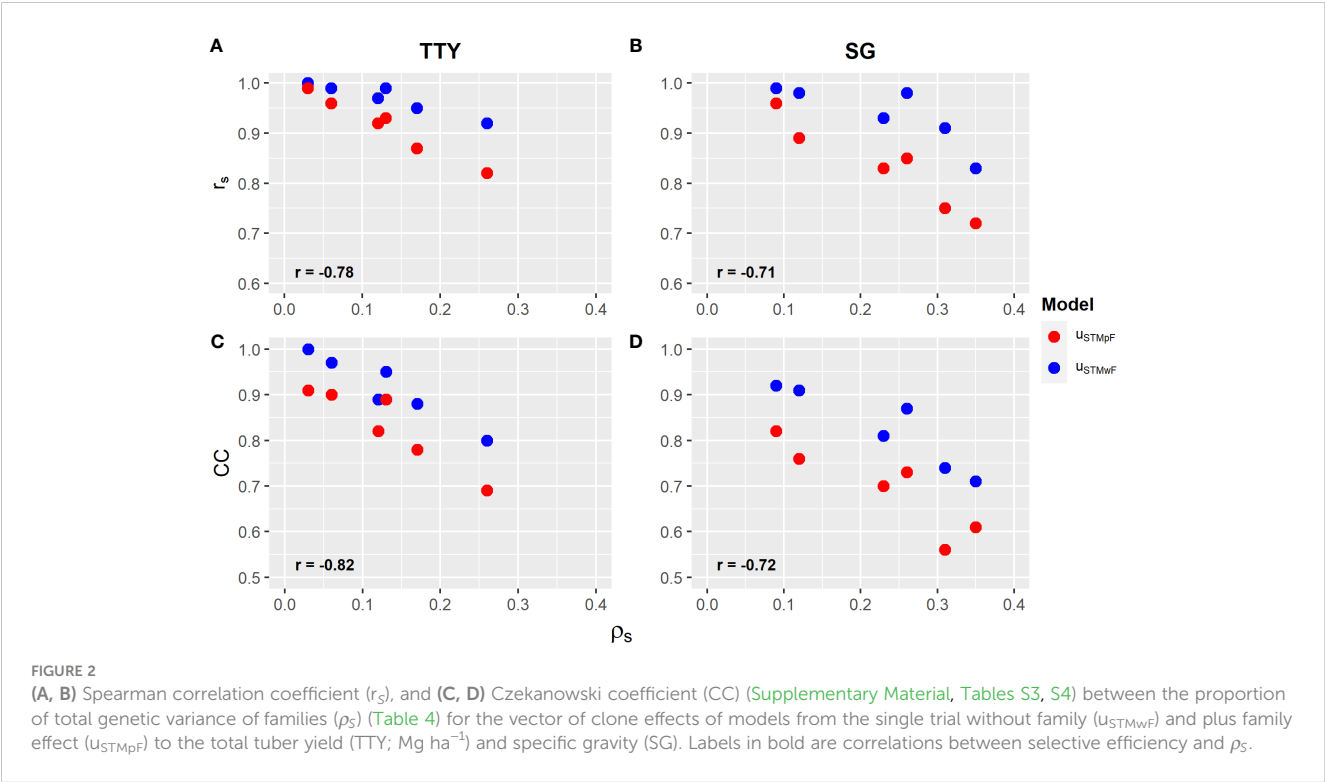 A
TTY
B
SG
1.0
0.9
0.8
0.7
0.6
rs
r = -0.78
0.0 0.1 0.2 0.3 0.4
1.0
0.9
0.8
0.7
0.6
r = -0.71
0.0 0.1 0.2 0.3 0.4
C
1.0
0.9
0.8
0.7
0.6
0.5
CC
r = -0.82
0.0 0.1 0.2 0.3 0.4
D
1.0
0.9
0.8
0.7
0.6
0.5
r = -0.72
0.0 0.1 0.2 0.3 0.4
ρs
Model
uSTMpF
uSTMwF
FIGURE 2
(A, B) Spearman correlation coefficient (rS), and (C, D) Czekanowski coefficient (CC) (Supplementary Material, Tables S3, S4) between the proportion
of total genetic variance of families (ρS) (Table 4) for the vector of clone effects of models from the single trial without family (uSTMwF) and plus family
effect (uSTMpF) to the total tuber yield (TTY; Mg ha−1) and specific gravity (SG). Labels in bold are correlations between selective efficiency and ρS.